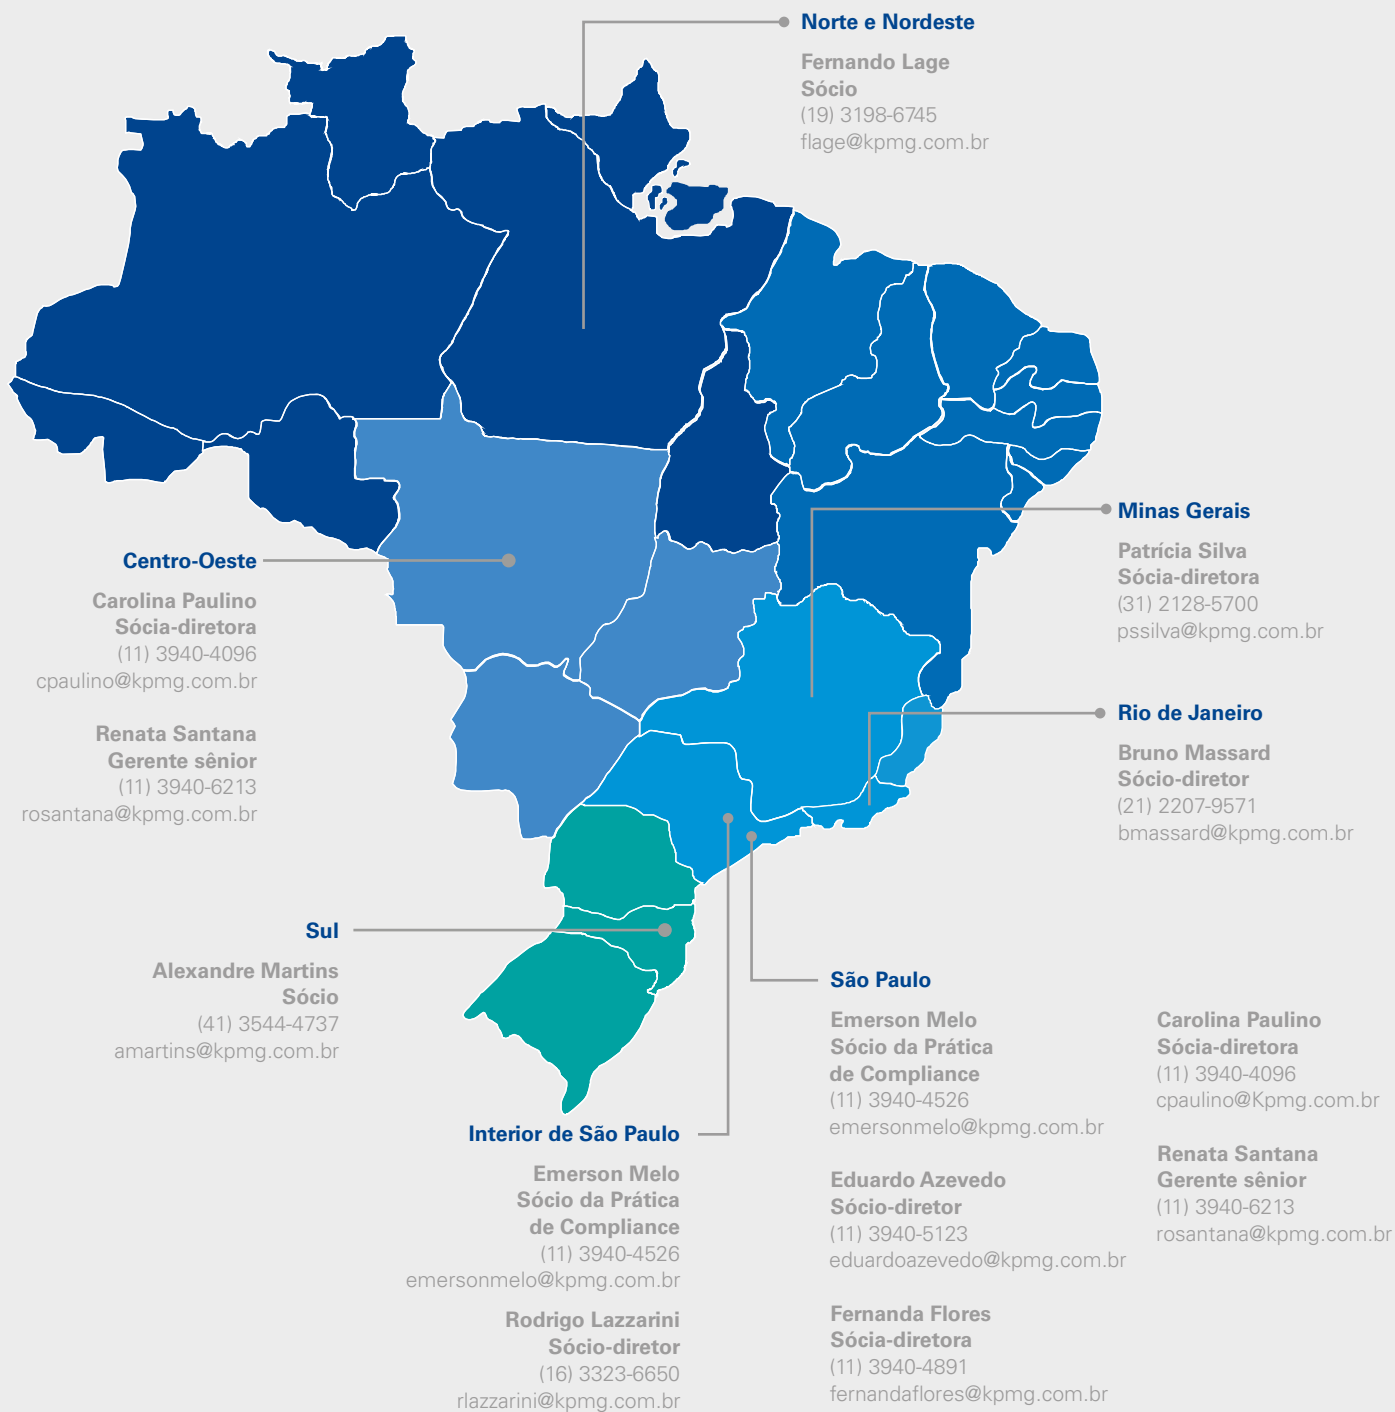 Norte e Nordeste
Fernando Lage
Sócio
(19) 3198-6745
flage@kpmg.com.br
Minas Gerais
Patrícia Silva
Sócia-diretora
(31) 2128-5700
pssilva@kpmg.com.br
Centro-Oeste
Carolina Paulino
Sócia-diretora
(11) 3940-4096
cpaulino@kpmg.com.br
Renata Santana
Gerente sênior
(11) 3940-6213
rosantana@kpmg.com.br
Rio de Janeiro
Bruno Massard
Sócio-diretor
(21) 2207-9571
bmassard@kpmg.com.br
Sul
Alexandre Martins
Sócio
(41) 3544-4737
amartins@kpmg.com.br
São Paulo
Emerson Melo
Sócio da Prática
de Compliance
(11) 3940-4526
emersonmelo@kpmg.com.br
Eduardo Azevedo
Sócio-diretor
(11) 3940-5123
eduardoazevedo@kpmg.com.br
Fernanda Flores
Sócia-diretora
(11) 3940-4891
fernandaflores@kpmg.com.br
Carolina Paulino
Sócia-diretora
(11) 3940-4096
cpaulino@Kpmg.com.br
Renata Santana
Gerente sênior
(11) 3940-6213
rosantana@kpmg.com.br
Interior de São Paulo
Emerson Melo
Sócio da Prática
de Compliance
(11) 3940-4526
emersonmelo@kpmg.com.br
Rodrigo Lazzarini
Sócio-diretor
(16) 3323-6650
rlazzarini@kpmg.com.br